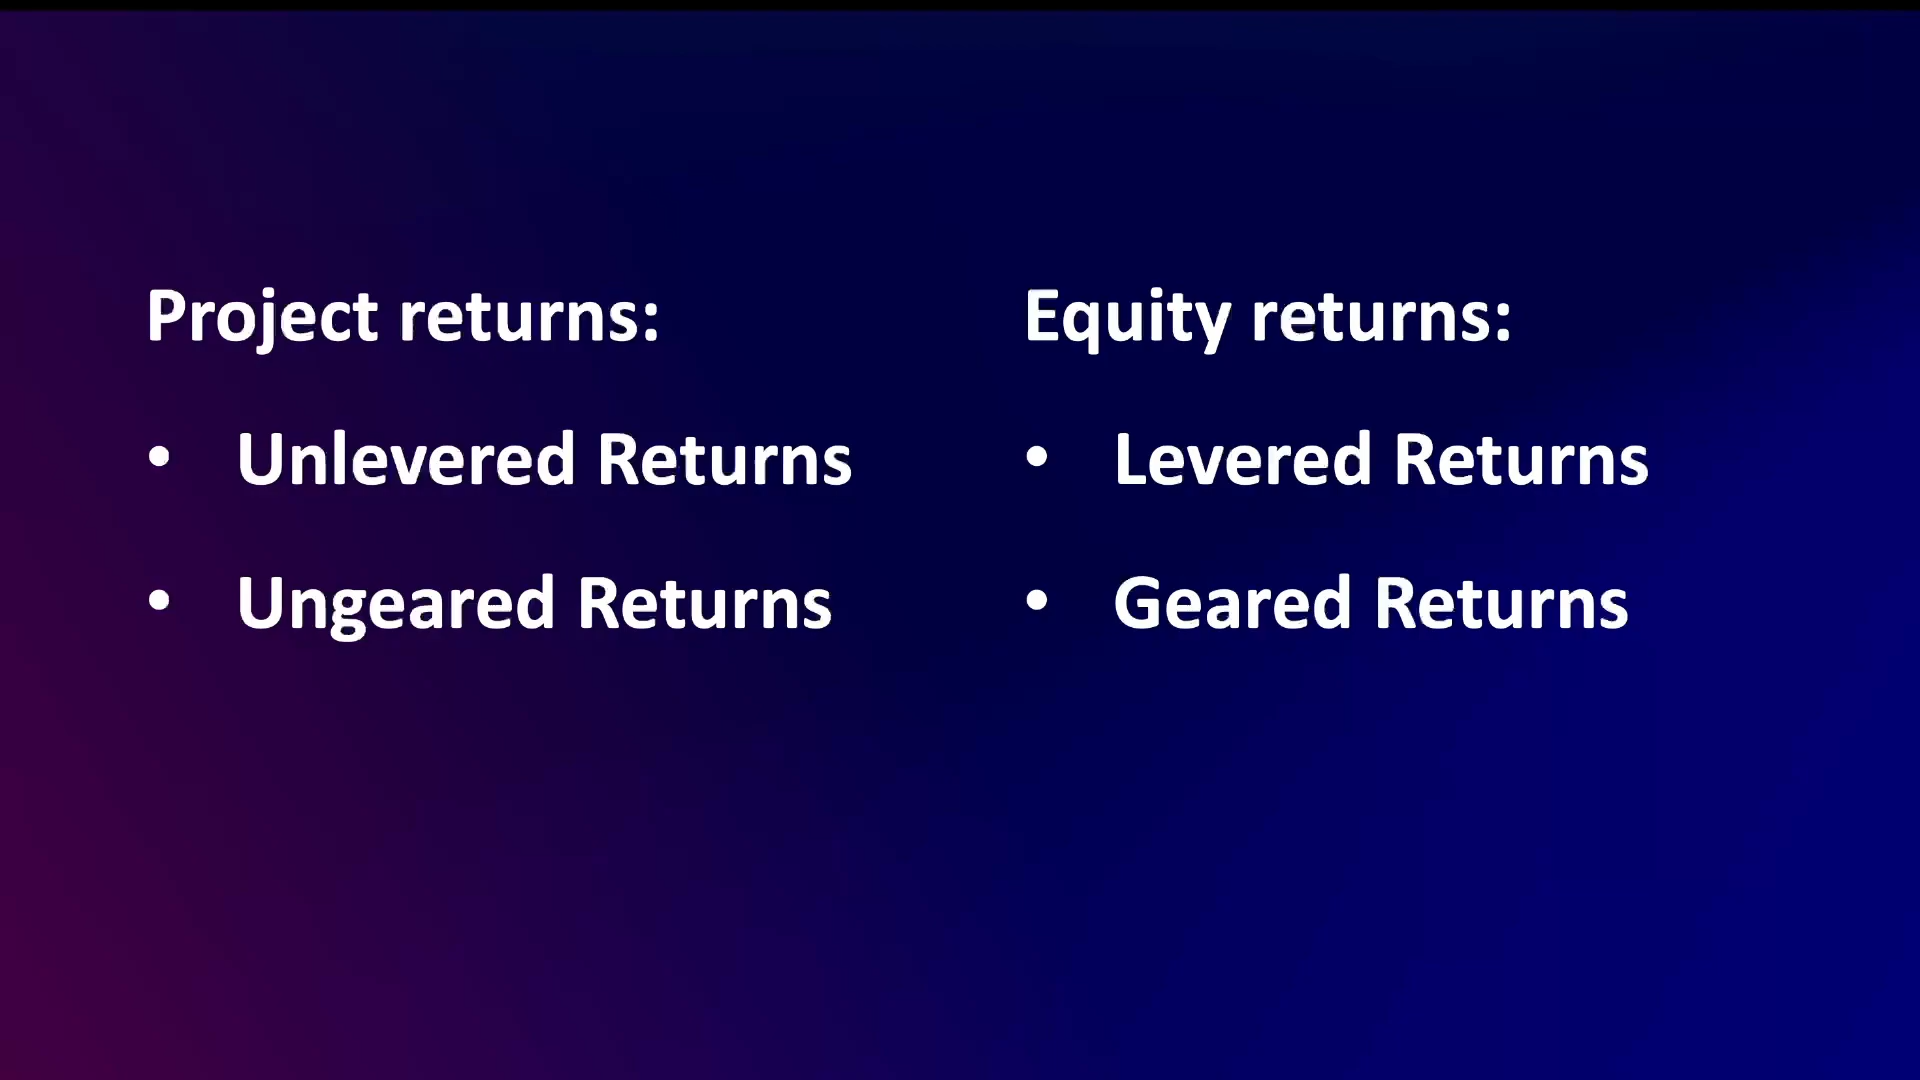 Project returns:
• Unlevered Returns
• Ungeared Returns
Equity returns:
• Levered Returns
• Geared Returns